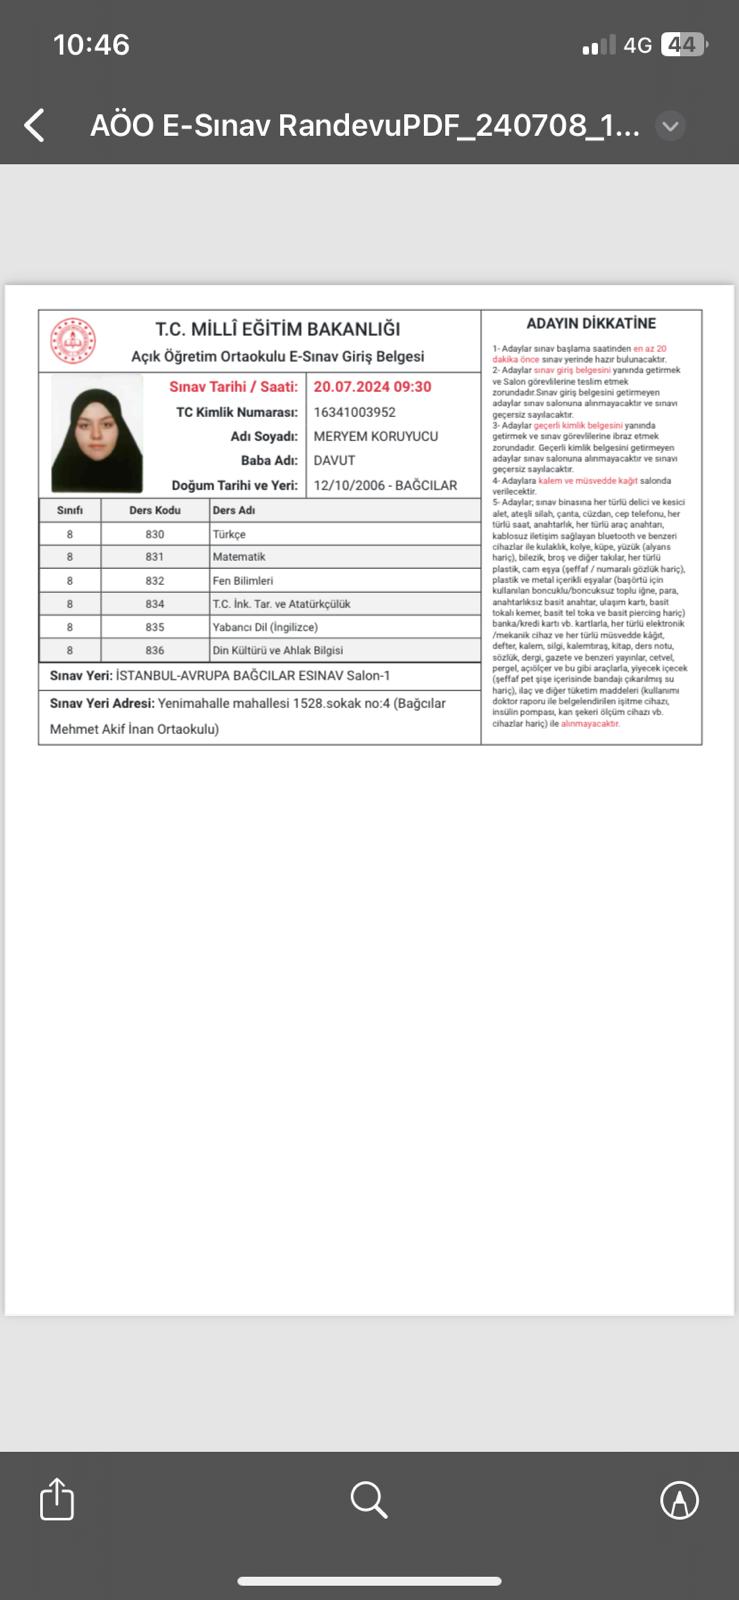 10:46
4G 44
AÖO E-Sınav RandevuPDF_240708_1...
T.C. MİLLÎ EĞİTİM BAKANLIĞI
Açık Öğretim Ortaokulu E-Sınav Giriş Belgesi
Sınav Tarihi / Saati: 20.07.2024 09:30
TC Kimlik Numarası: 16341003952
Adı Soyadı: MERYEM KORUYUCU
Baba Adı: DAVUT
Doğum Tarihi ve Yeri: 12/10/2006 - BAĞCILAR
Sınıfı Ders Kodu Ders Adı
8 830 Türkçe
8 831 Matematik
8 832 Fen Bilimleri
8 834 T.C. İnk. Tar. ve Atatürkçülük
8 835 Yabancı Dil (İngilizce)
8 836 Din Kültürü ve Ahlak Bilgisi
Sınav Yeri: İSTANBUL-AVRUPA BAĞCILAR ESINAV Salon-1
Sınav Yeri Adresi: Yenimahalle mahallesi 1528.sokak no:4 (Bağcılar
Mehmet Akif İnan Ortaokulu)
ADAYIN DİKKATİNE
1- Adaylar sınav başlama saatinden en az 20
dakika önce sınav yerinde hazır bulunacaktır.
2- Adaylar sınav giriş belgesini yanında getirmek
ve Salon görevlilerine teslim etmek
zorundadır.Sınav giriş belgesini getirmeyen
adaylar sınav salonuna alınmayacaktır ve sınavı
geçersiz sayılacaktır.
3- Adaylar geçerli kimlik belgesini yanında
getirmek ve sınav görevlilerine ibraz etmek
zorundadır. Geçerli kimlik belgesini getirmeyen
adaylar sınav salonuna alınmayacaktır ve sınavı
geçersiz sayılacaktır.
4- Adaylara kalem ve müsvedde kağıt salonda
verilecektir.
5- Adaylar; sınav binasına her türlü delici ve kesici
alet, ateşli silah, çanta, cüzdan, cep telefonu, her
türlü saat, anahtarlık, her türlü araç anahtarı,
kablosuz iletişim sağlayan bluetooth ve benzeri
cihazlar ile kulaklık, kolye, küpe, yüzük (alyans
hariç), bilezik, broş ve diğer takılar, her türlü
plastik, cam eşya (şeffaf / numaralı gözlük hariç),
plastik ve metal içerikli eşyalar (başörtü için
kullanılan boncuklu/boncuksuz toplu iğne, para,
anahtarlıksız basit anahtar, ulaşım kartı, basit
tokalı kemer, basit tel toka ve basit piercing hariç)
banka/kredi kartı vb. kartlarla, her türlü elektronik
/mekanik cihaz ve her türlü müsvedde kâğıt,
defter, kalem, silgi, kalemtıraş, kitap, ders notu,
sözlük, dergi, gazete ve benzeri yayınlar, cetvel,
pergel, açıölçer ve bu gibi araçlarla, yiyecek içecek
(şeffaf pet şişe içerisinde bandajı çıkarılmış su
hariç), ilaç ve diğer tüketim maddeleri (kullanımı
doktor raporu ile belgelendirilen işitme cihazı,
insülin pompası, kan şekeri ölçüm cihazı vb.
cihazlar hariç) ile alınmayacaktır.